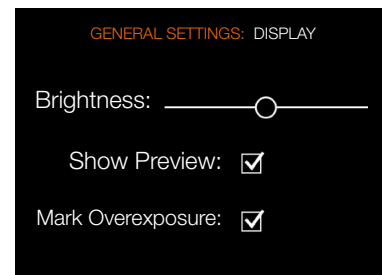 GENERAL SETTINGS: DISPLAY
Brightness:
Show Preview:
Mark Overexposure: